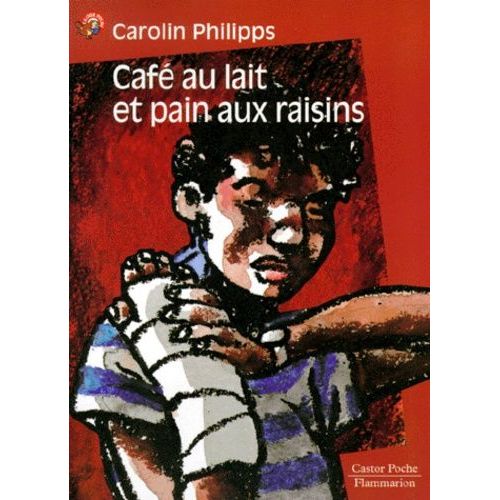 Carolin Philipps
Café au lait
et pain aux raisins
Castor Poche
Flammarion